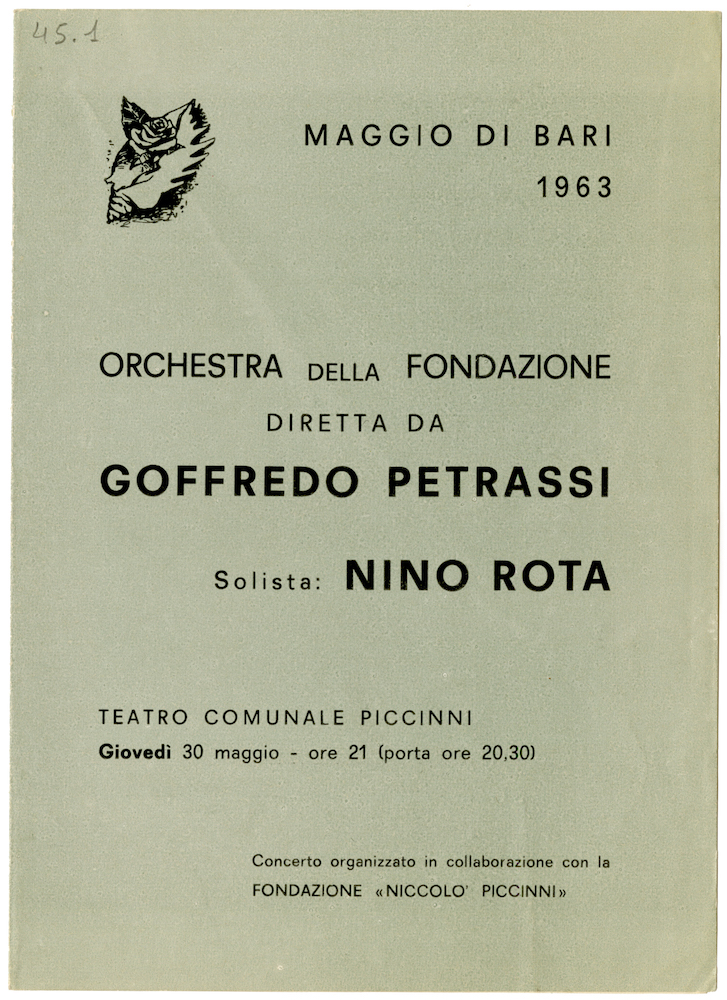 45.1
MAGGIO DI BARI
1963
ORCHESTRA DELLA FONDAZIONE
DIRETTA DA
GOFFREDO PETRASSI
Solista: NINO ROTA
TEATRO COMUNALE PICCINNI
Giovedì 30 maggio - ore 21 (porta ore 20,30)
Concerto organizzato in collaborazione con la
FONDAZIONE «NICCOLO' PICCINNI»